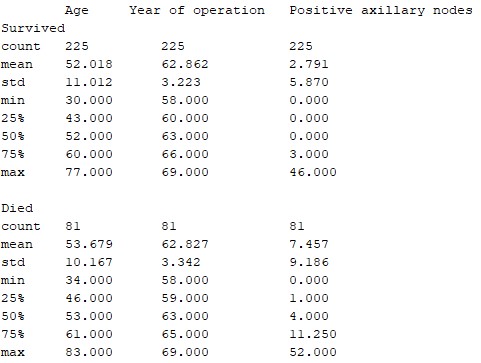 Age Year of operation Positive axillary nodes
Survived
count 225 225 225
mean 52.018 62.862 2.791
std 11.012 3.223 5.870
min 30.000 58.000 0.000
25% 43.000 60.000 0.000
50% 52.000 63.000 0.000
75% 60.000 66.000 3.000
max 77.000 69.000 46.000
Died
count 81 81 81
mean 53.679 62.827 7.457
std 10.167 3.342 9.186
min 34.000 58.000 0.000
25% 46.000 59.000 1.000
50% 53.000 63.000 4.000
75% 61.000 65.000 11.250
max 83.000 69.000 52.000